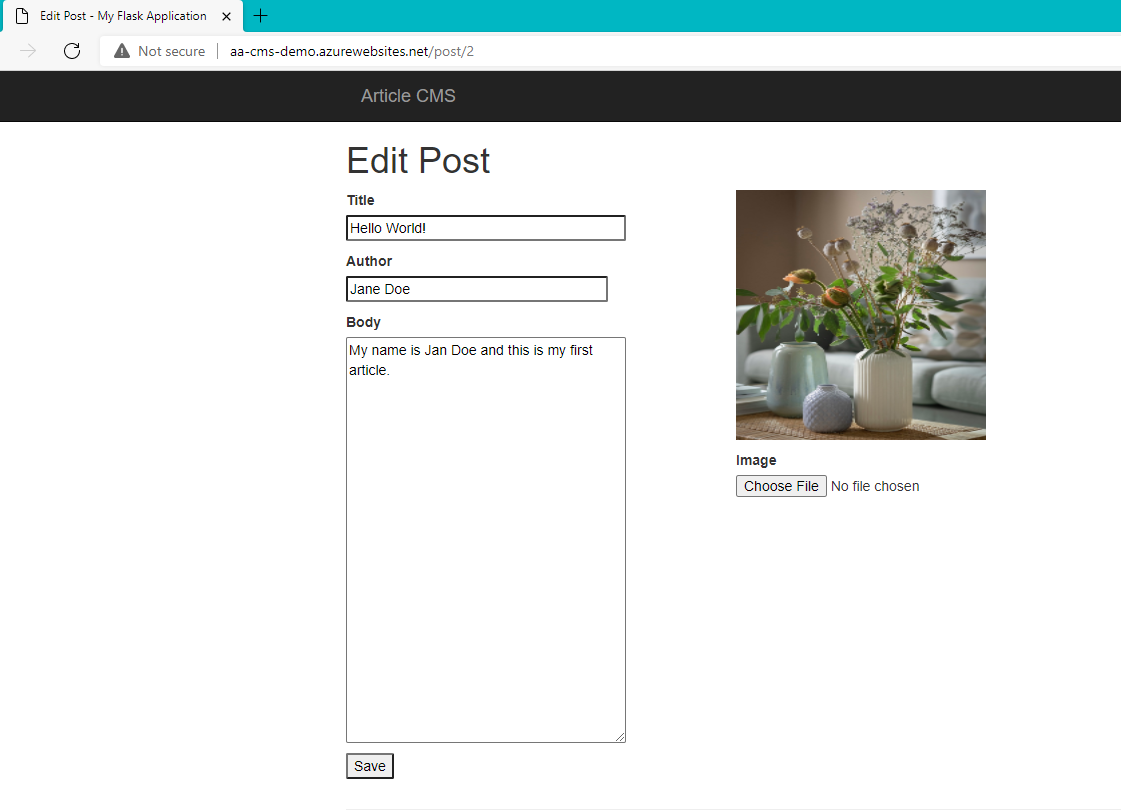 Edit Post - My Flask Application
Not secure
aa-cms-demo.azurewebsites.net/post/2
Article CMS
Edit Post
Title
Hello World!
Author
Jane Doe
Body
My name is Jan Doe and this is my first
article.
Image
Choose File No file chosen
Save